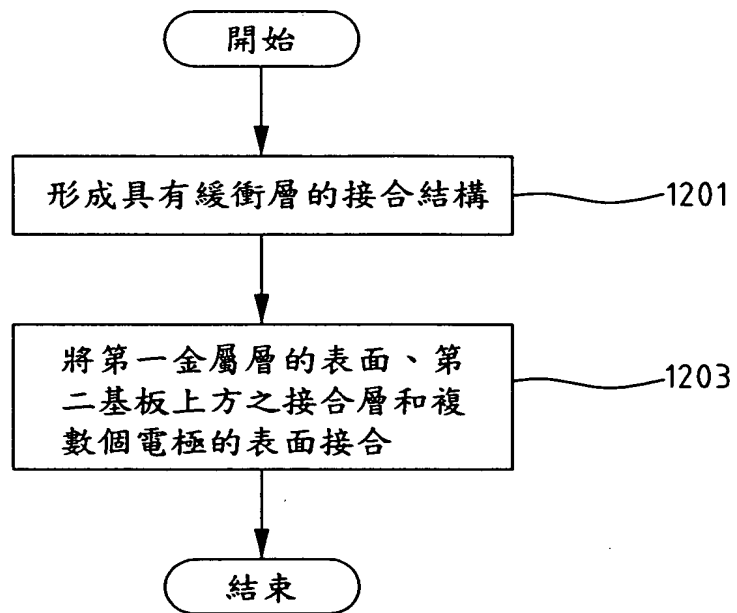 開始
形成具有緩衝層的接合結構
1201
將第一金屬層的表面、第
二基板上方之接合層和複
數個電極的表面接合
1203
結束